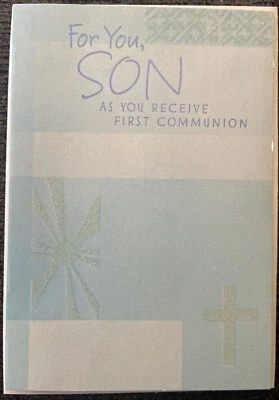 For You,
SON
AS YOU RECEIVE
FIRST COMMUNION